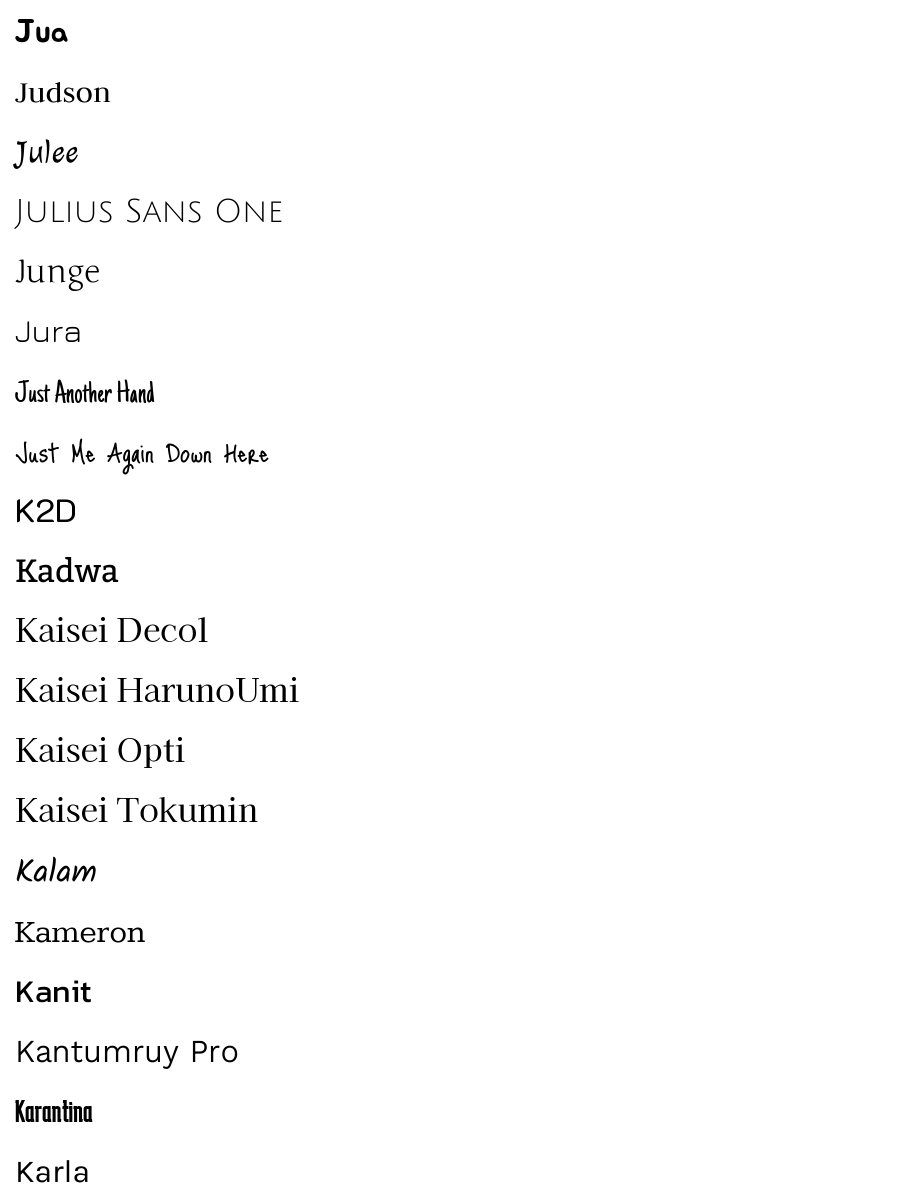 Jua
Judson
Julee
Julius Sans One
Junge
Jura
Just Another Hand
Just Me Again Down Here
K2D
Kadwa
Kaisei Decol
Kaisei HarunoUmi
Kaisei Opti
Kaisei Tokumin
Kalam
Kameron
Kanit
Kantumruy Pro
Karantina
Karla